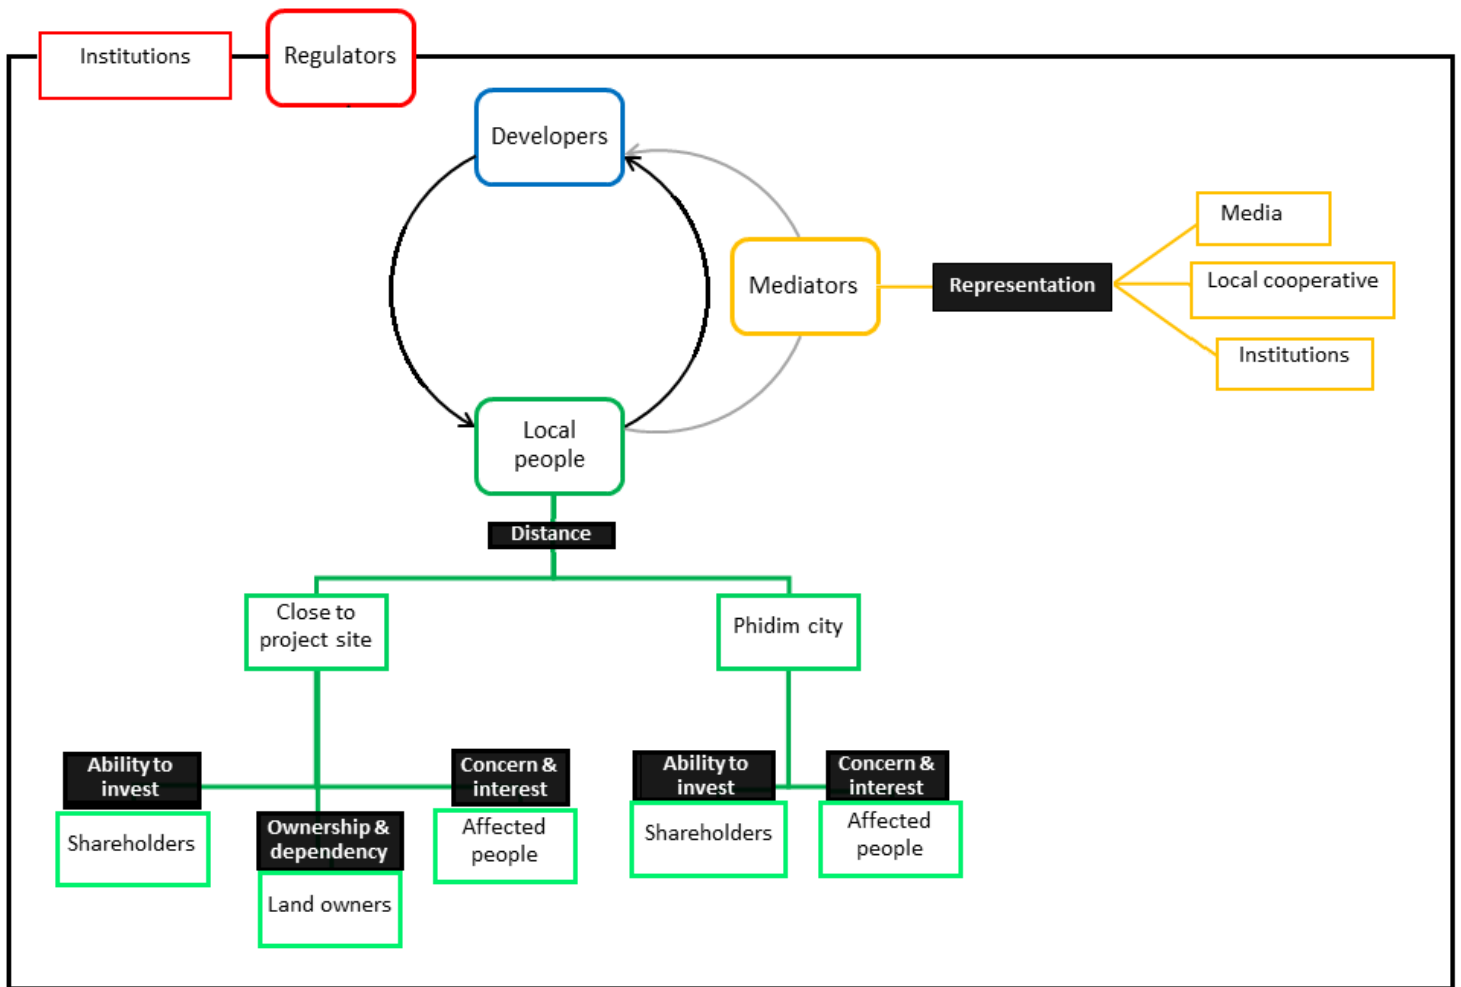 Institutions
Regulators
Developers
Mediators
Representation
Media
Local cooperative
Institutions
Local
people
Distance
Close to
project site
Phidim city
Ability to
invest
Shareholders
Ownership &
dependency
Land owners
Concern &
interest
Affected
people
Ability to
invest
Shareholders
Concern &
interest
Affected
people